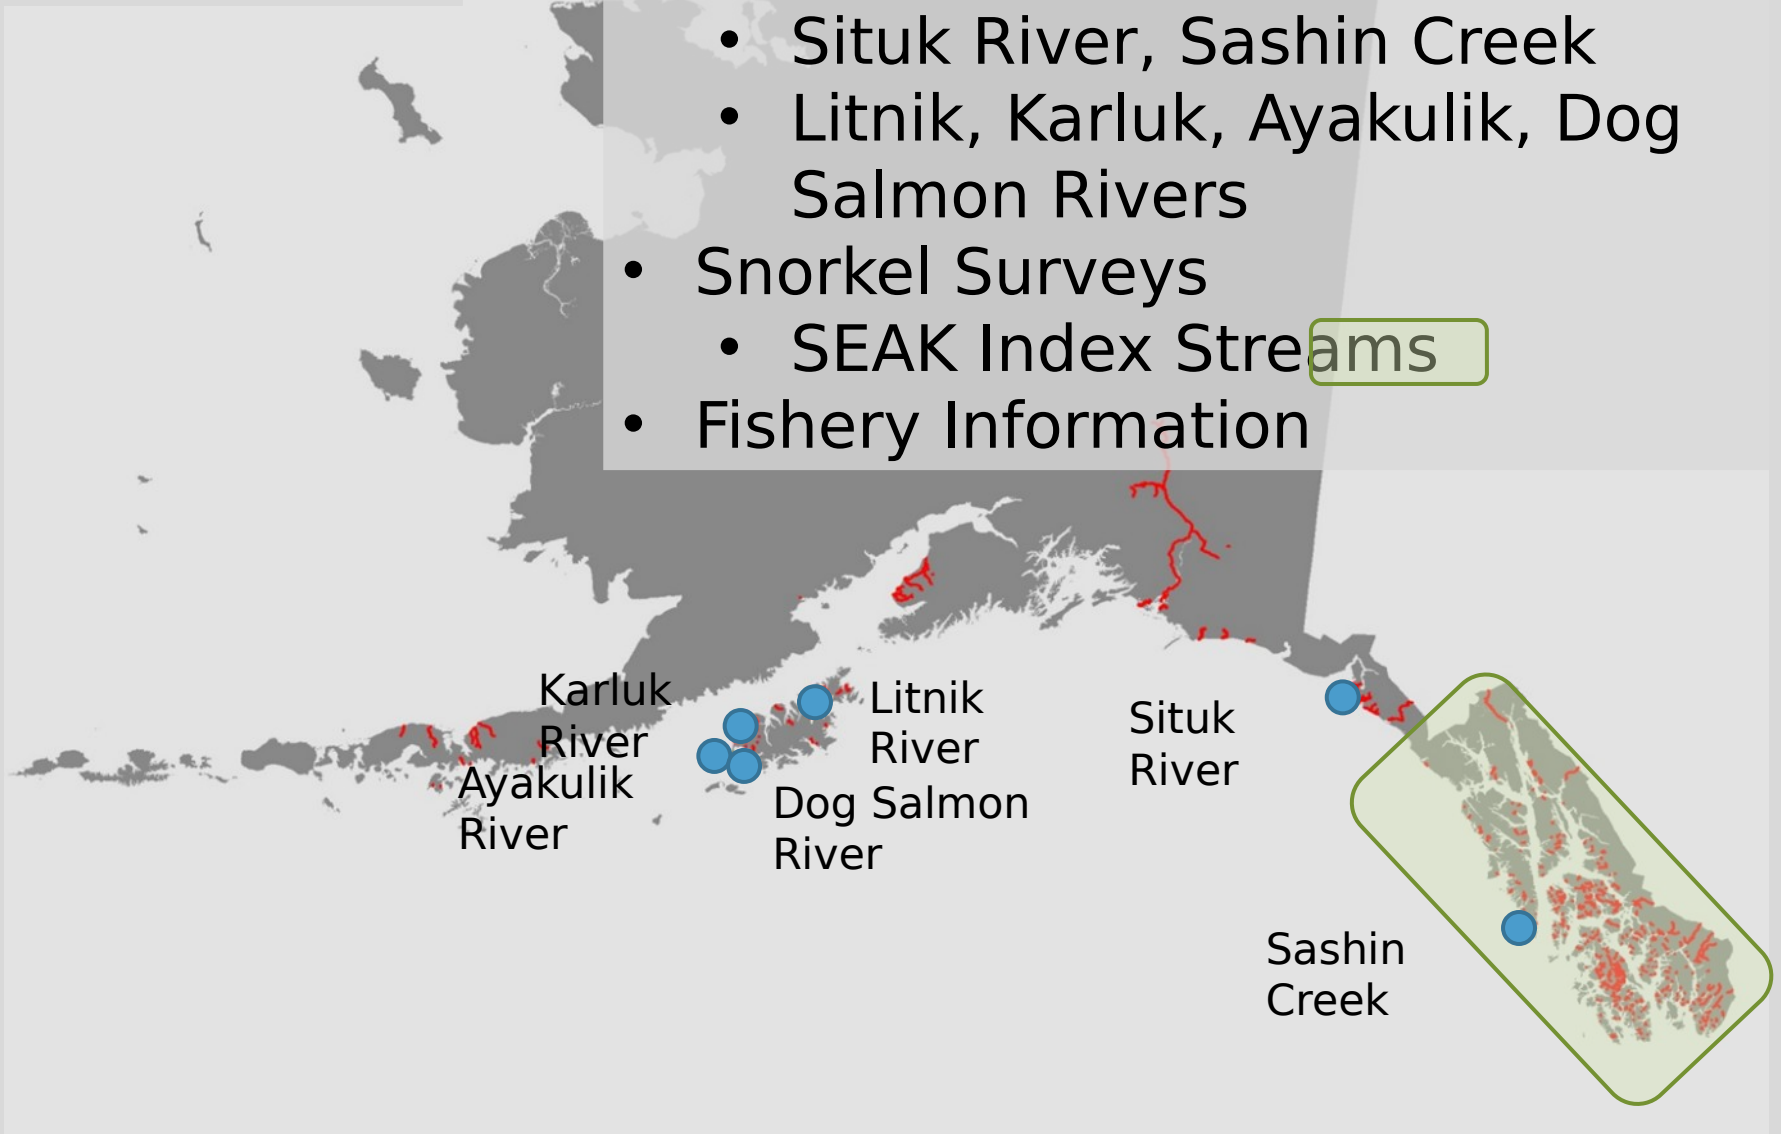 • Situk River, Sashin Creek
• Litnik, Karluk, Ayakulik, Dog
Salmon Rivers
• Snorkel Surveys
• SEAK Index Streams
• Fishery Information
Karluk
River
Ayakulik
River
Litnik
River
Dog Salmon
River
Situk
River
Sashin
Creek